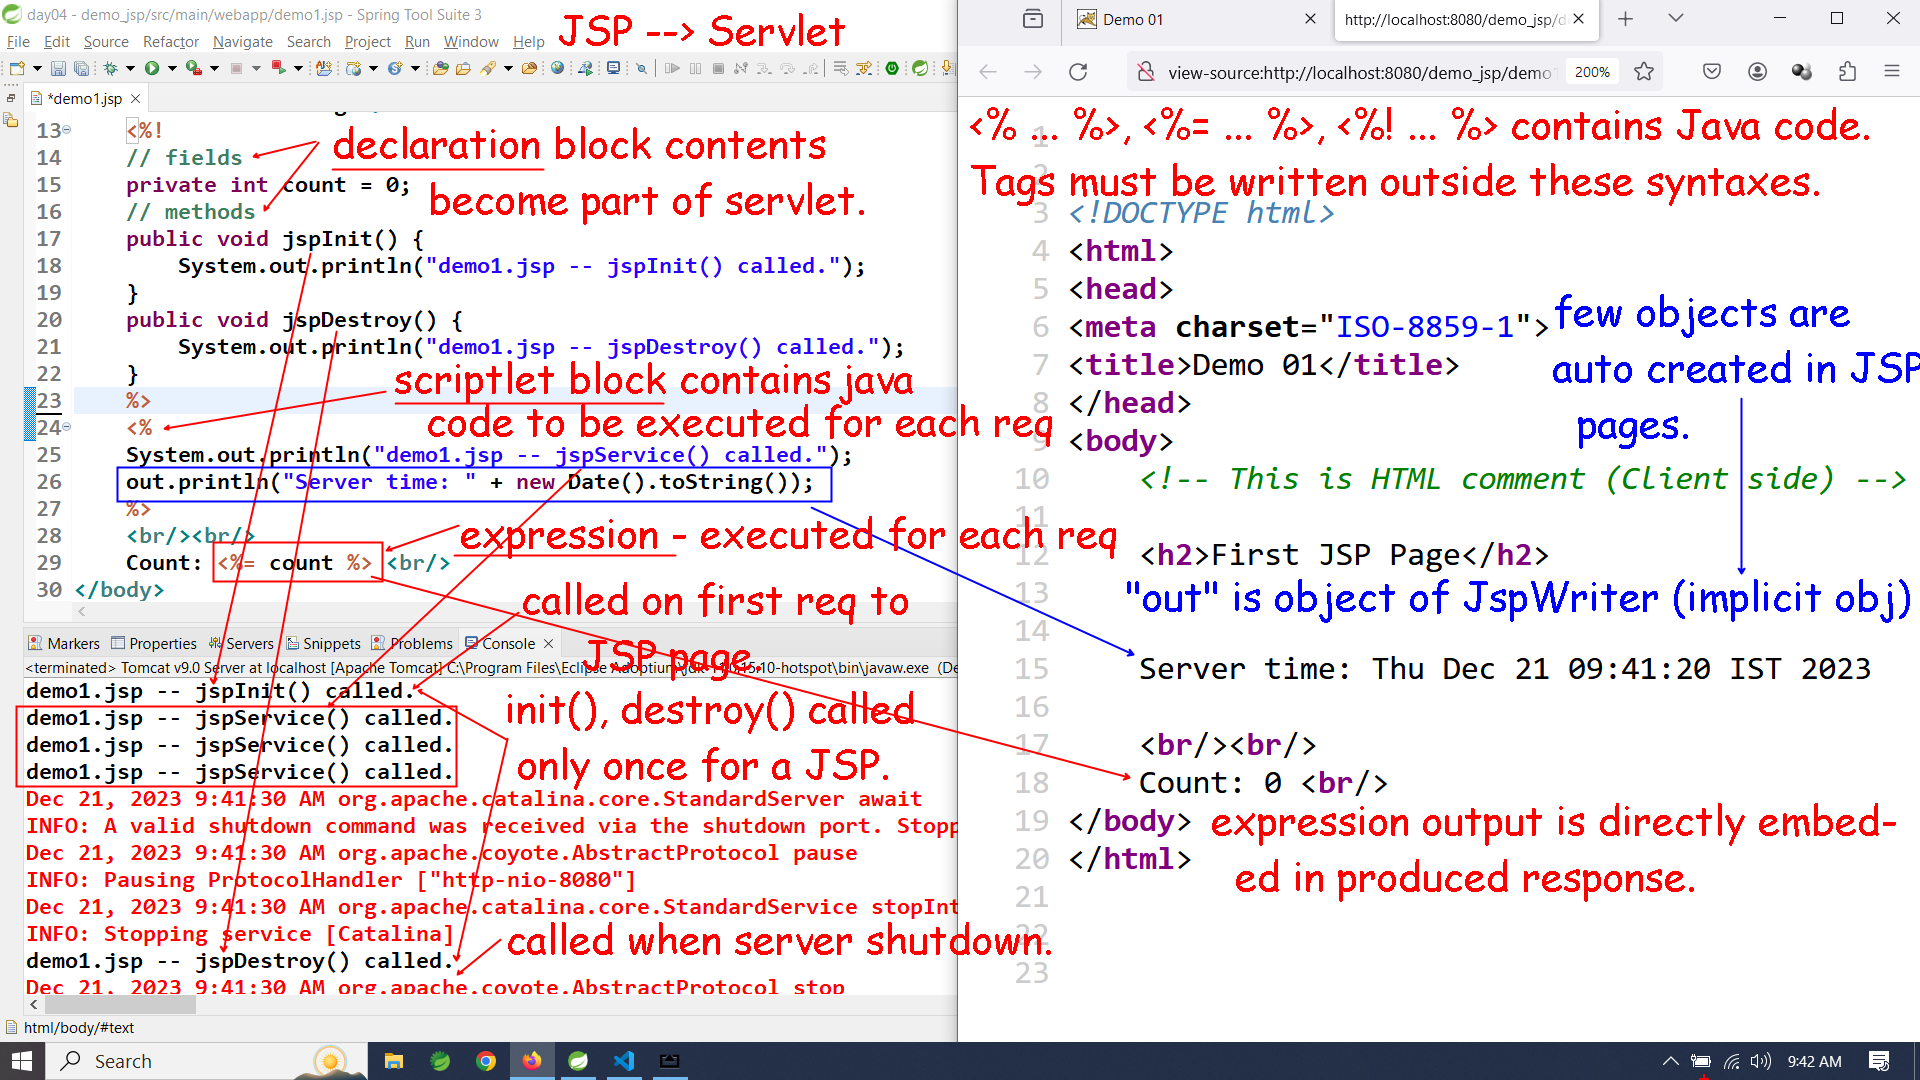 day04 - demo_jsp/src/main/webapp/demo1.jsp - Spring Tool Suite 3
File Edit Source Refactor Navigate Search Project Run Window Help
JSP --> Servlet
*demo1.jsp
13 <%!
14 // fields
15 private int count = 0;
16 // methods
17 public void jspInit() {
18 System.out.println("demo1.jsp -- jspInit() called.");
19 }
20 public void jspDestroy() {
21 System.out.println("demo1.jsp -- jspDestroy() called.");
22 }
23 %>
24 <%
25 System.out.println("demo1.jsp -- jspService() called.");
26 out.println("Server time: " + new Date().toString());
27 %>
28 <br/><br/>
29 Count: <%= count %> <br/>
30 </body>
declaration block contents
become part of servlet.
scriptlet block contains java
code to be executed for each req
expression - executed for each req
called on first req to
JSP page.
init(), destroy() called
only once for a JSP.
called when server shutdown.
Markers Properties Servers Snippets Problems Console
<terminated> Tomcat v9.0 Server at localhost [Apache Tomcat] C:\Program Files\Eclipse
demo1.jsp -- jspInit() called.
demo1.jsp -- jspService() called.
demo1.jsp -- jspService() called.
demo1.jsp -- jspService() called.
Dec 21, 2023 9:41:30 AM org.apache.catalina.core.StandardServer await
INFO: A valid shutdown command was received via the shutdown port. Stopp
Dec 21, 2023 9:41:30 AM org.apache.coyote.AbstractProtocol pause
INFO: Pausing ProtocolHandler ["http-nio-8080"]
Dec 21, 2023 9:41:30 AM org.apache.catalina.core.StandardService stopInt
INFO: Stopping service [Catalina]
demo1.jsp -- jspDestroy() called.
Dec 21, 2023 9:41:30 AM org.apache.coyote.AbstractProtocol stop
html/body/#text
Demo 01
http://localhost:8080/demo_jsp/d
view-source:http://localhost:8080/demo_jsp/demo1
200%
<% ... %>, <%= ... %>, <%! ... %> contains Java code.
Tags must be written outside these syntaxes.
1
2
3 <!DOCTYPE html>
4 <html>
5 <head>
6 <meta charset="ISO-8859-1">
7 <title>Demo 01</title>
8 </head>
9 <body>
10 <!-- This is HTML comment (Client side) -->
11
12 <h2>First JSP Page</h2>
13
14
15 Server time: Thu Dec 21 09:41:20 IST 2023
16
17 <br/><br/>
18 Count: 0 <br/>
19 </body>
20 </html>
21
22
23
few objects are
auto created in JSP
pages.
"out" is object of JspWriter (implicit obj)
expression output is directly embed-
ed in produced response.
Search
9:42 AM